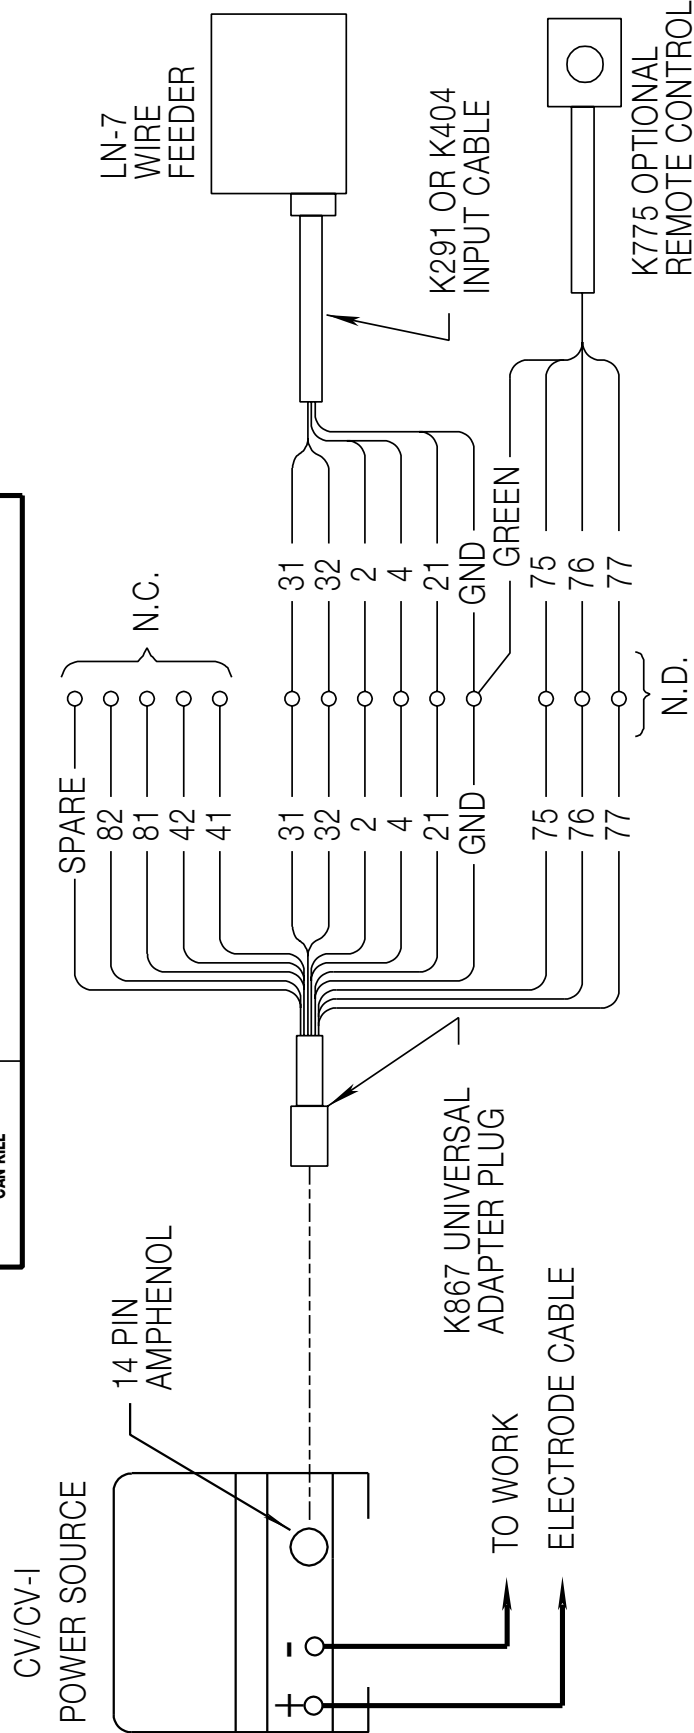 CAN KILL
CV/CV-I
POWER SOURCE
14 PIN
AMPHENOL
+
-
TO WORK
ELECTRODE CABLE
K867 UNIVERSAL
ADAPTER PLUG
SPARE
82
81
42
41
31
32
2
4
21
GND
75
76
77
N.C.
31
32
2
4
21
GND
GREEN
75
76
77
N.D.
LN-7
WIRE
FEEDER
K291 OR K404
INPUT CABLE
K775 OPTIONAL
REMOTE CONTROL